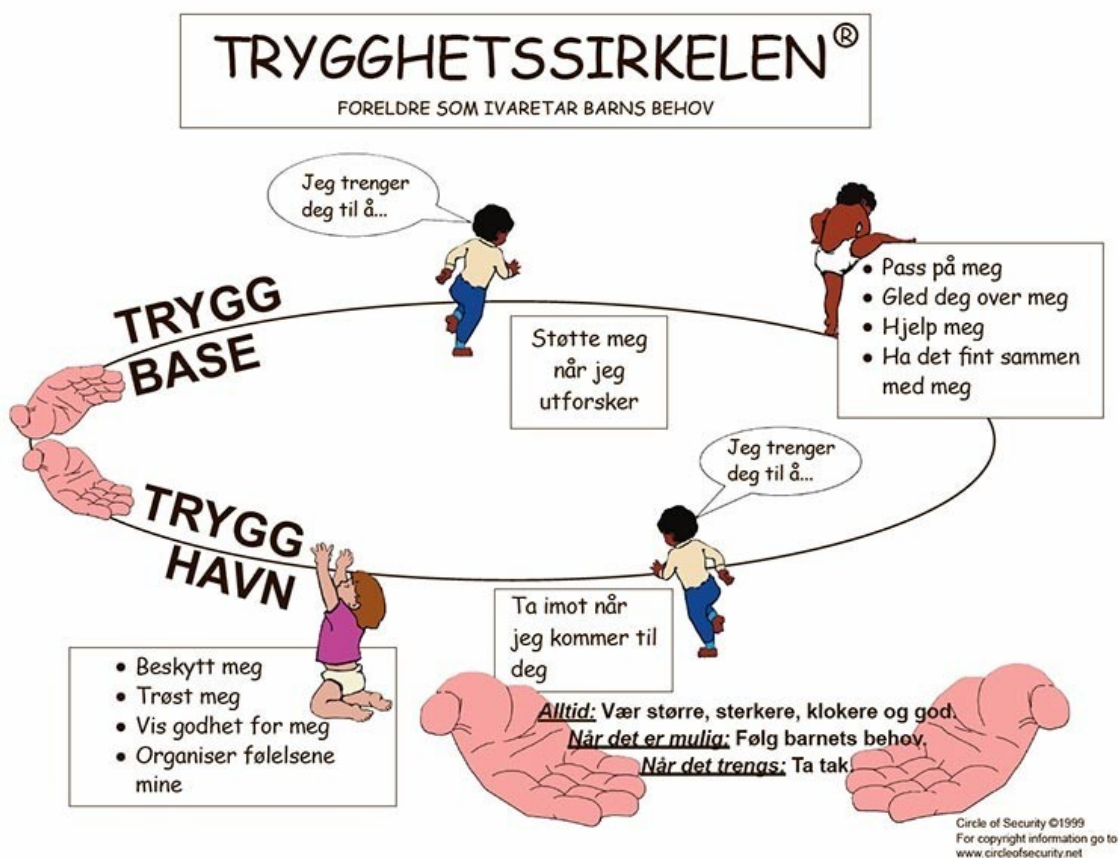 TRYGGHETSSIRKELEN®
FORELDRE SOM IVARETAR BARNS BEHOV
Jeg trenger
deg til å...
TRYGG
BASE
Støtte meg
når jeg
utforsker
• Pass på meg
• Gled deg over meg
• Hjelp meg
• Ha det fint sammen
med meg
Jeg trenger
deg til å...
TRYGG
HAVN
Ta imot når
jeg kommer til
deg
• Beskytt meg
• Trøst meg
• Vis godhet for meg
• Organiser følelsene
mine
Alltid: Vær større, sterkere, klokere og god.
Når det er mulig: Følg barnets behov.
Når det trengs: Ta tak.
Circle of Security ©1999
For copyright information go to
www.circleofsecurity.net